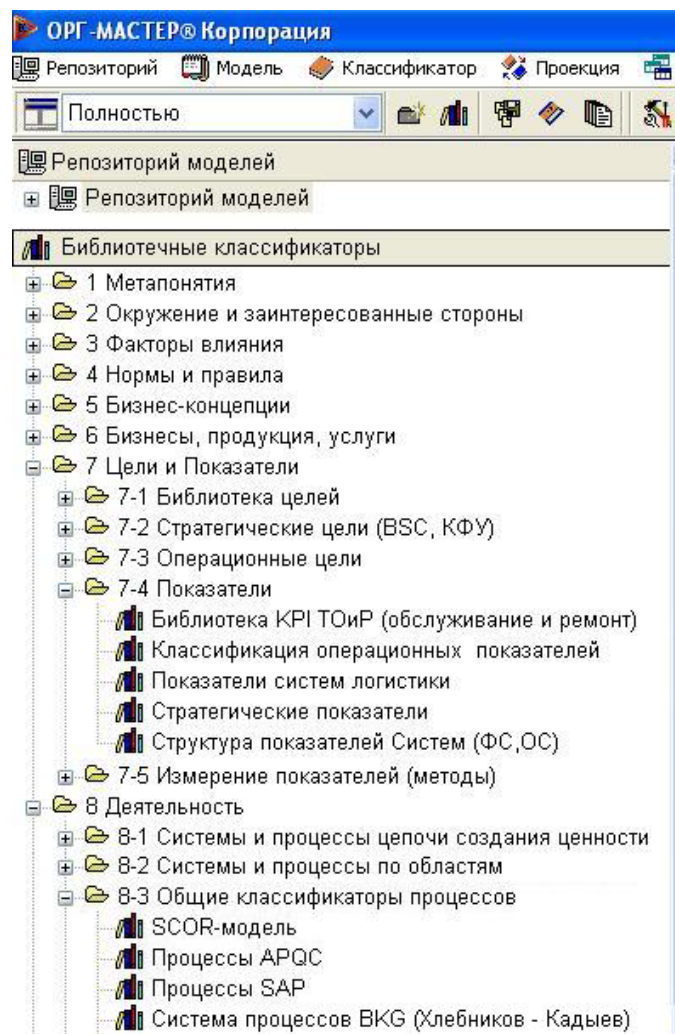 ОРГ-МАСТЕР® Корпорация
Репозиторий Модель Классификатор Проекция
Полностью
Репозиторий моделей
Репозиторий моделей
Библиотечные классификаторы
1 Метапонятия
2 Окружение и заинтересованные стороны
3 Факторы влияния
4 Нормы и правила
5 Бизнес-концепции
6 Бизнесы, продукция, услуги
7 Цели и Показатели
7-1 Библиотека целей
7-2 Стратегические цели (BSC, КФУ)
7-3 Операционные цели
7-4 Показатели
Библиотека KPI ТОиР (обслуживание и ремонт)
Классификация операционных показателей
Показатели систем логистики
Стратегические показатели
Структура показателей Систем (ФС,ОС)
7-5 Измерение показателей (методы)
8 Деятельность
8-1 Системы и процессы цепочи создания ценности
8-2 Системы и процессы по областям
8-3 Общие классификаторы процессов
SCOR-модель
Процессы APQC
Процессы SAP
Система процессов BKG (Хлебников - Кадыев)